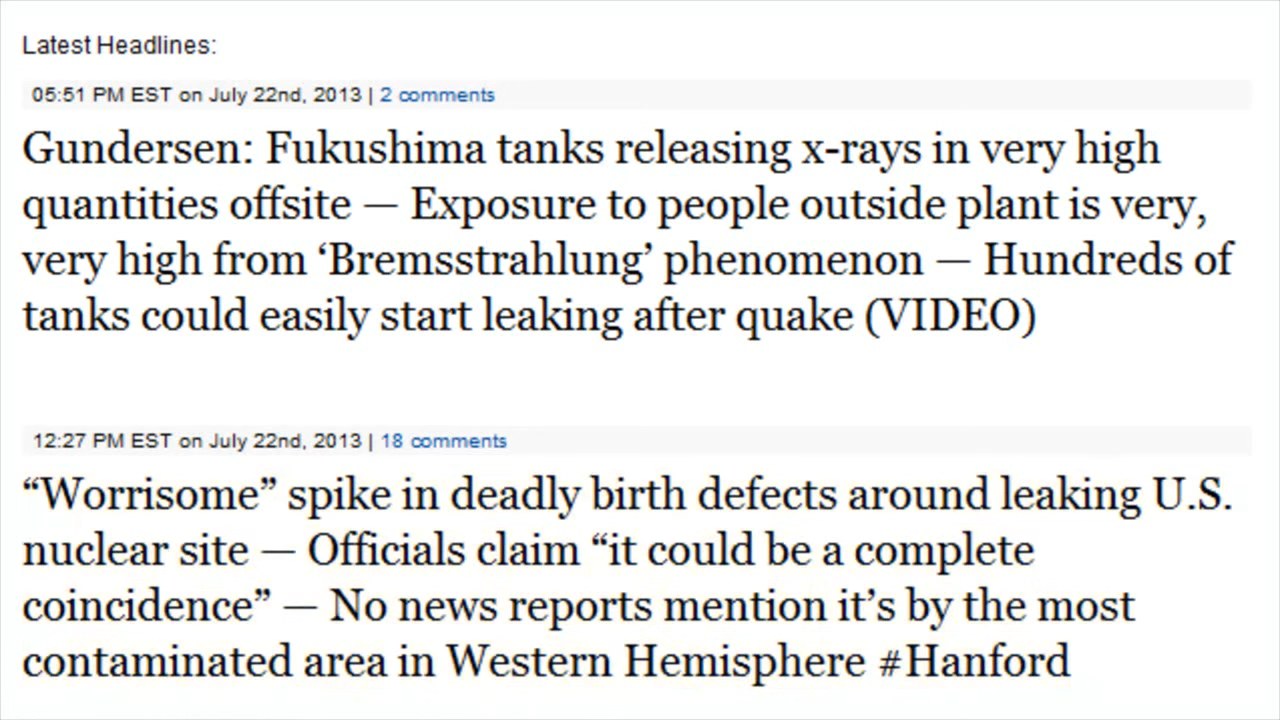 Latest Headlines:
05:51 PM EST on July 22nd, 2013 | 2 comments
Gundersen: Fukushima tanks releasing x-rays in very high
quantities offsite — Exposure to people outside plant is very,
very high from ‘Bremsstrahlung’ phenomenon — Hundreds of
tanks could easily start leaking after quake (VIDEO)
12:27 PM EST on July 22nd, 2013 | 18 comments
“Worrisome” spike in deadly birth defects around leaking U.S.
nuclear site — Officials claim “it could be a complete
coincidence” — No news reports mention it’s by the most
contaminated area in Western Hemisphere #Hanford